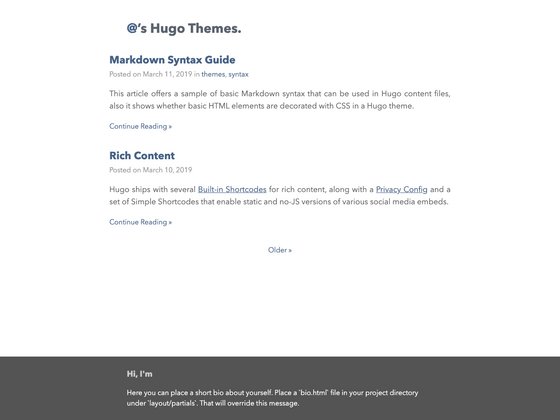 @'s Hugo Themes.
Markdown Syntax Guide
Posted on March 11, 2019 in themes, syntax
This article offers a sample of basic Markdown syntax that can be used in Hugo content files,
also it shows whether basic HTML elements are decorated with CSS in a Hugo theme.
Continue Reading »
Rich Content
Posted on March 10, 2019
Hugo ships with several Built-in Shortcodes for rich content, along with a Privacy Config and a
set of Simple Shortcodes that enable static and no-JS versions of various social media embeds.
Continue Reading »
Older »
Hi, I'm
Here you can place a short bio about yourself. Place a `bio.html` file in your project directory
under `layout/partials`. That will override this message.